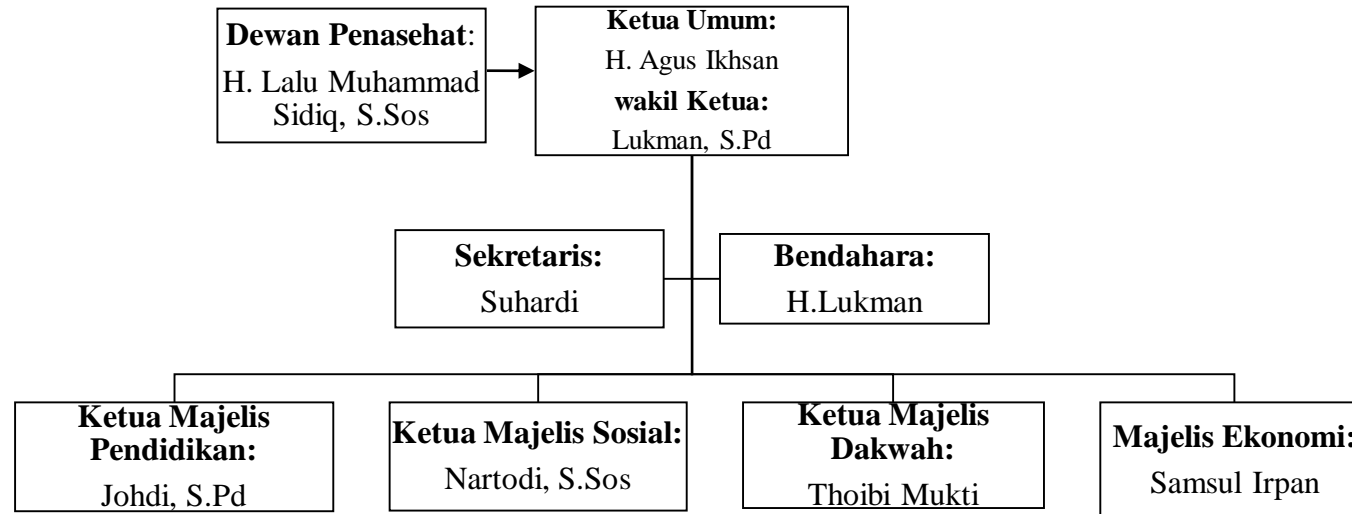 Dewan Penasehat:
H. Lalu Muhammad
Sidiq, S.Sos
Ketua Umum:
H. Agus Ikhsan
wakil Ketua:
Lukman, S.Pd
Sekretaris:
Suhardi
Bendahara:
H.Lukman
Ketua Majelis
Pendidikan:
Johdi, S.Pd
Ketua Majelis Sosial:
Nartodi, S.Sos
Ketua Majelis
Dakwah:
Thoibi Mukti
Majelis Ekonomi:
Samsul Irpan